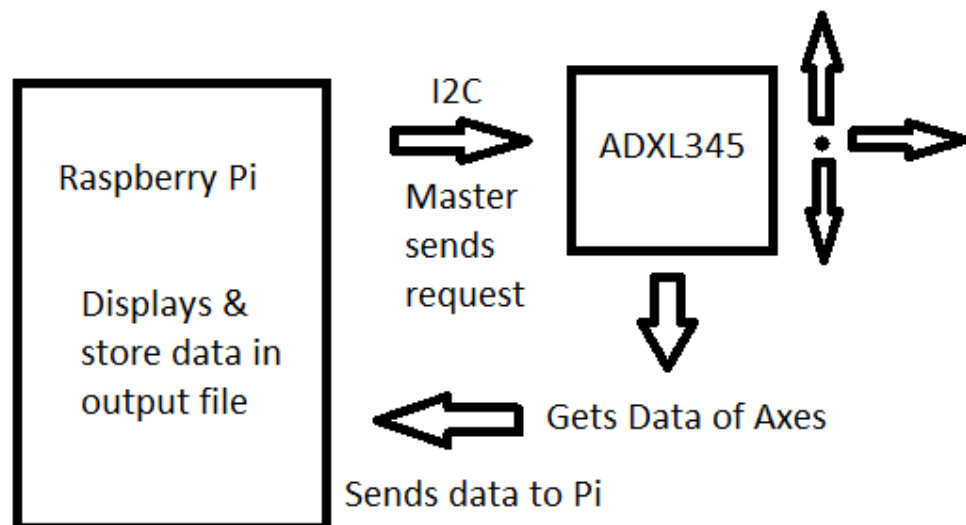 Raspberry Pi
Displays &
store data in
output file
I2C
Master
sends
request
ADXL345
Gets Data of Axes
Sends data to Pi